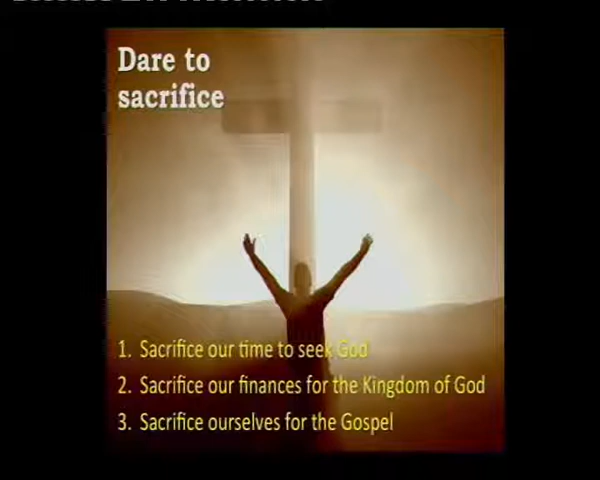 Dare to
sacrifice
1. Sacrifice our time to seek God
2. Sacrifice our finances for the Kingdom of God
3. Sacrifice ourselves for the Gospel